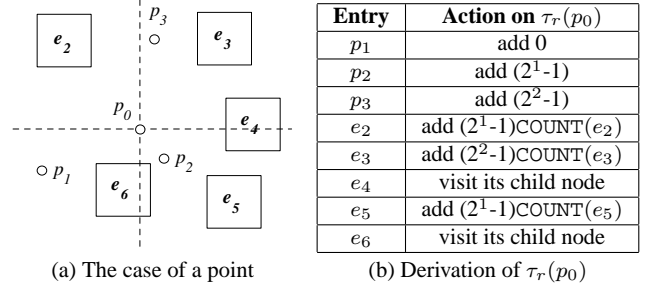 p3
e2
e3
p0
e4
p1
p2
e6
e5
(a) The case of a point
Entry Action on τr(p0)
p1 add 0
p2 add (2^1-1)
p3 add (2^2-1)
e2 add (2^1-1)COUNT(e2)
e3 add (2^2-1)COUNT(e3)
e4 visit its child node
e5 add (2^1-1)COUNT(e5)
e6 visit its child node
(b) Derivation of τr(p0)